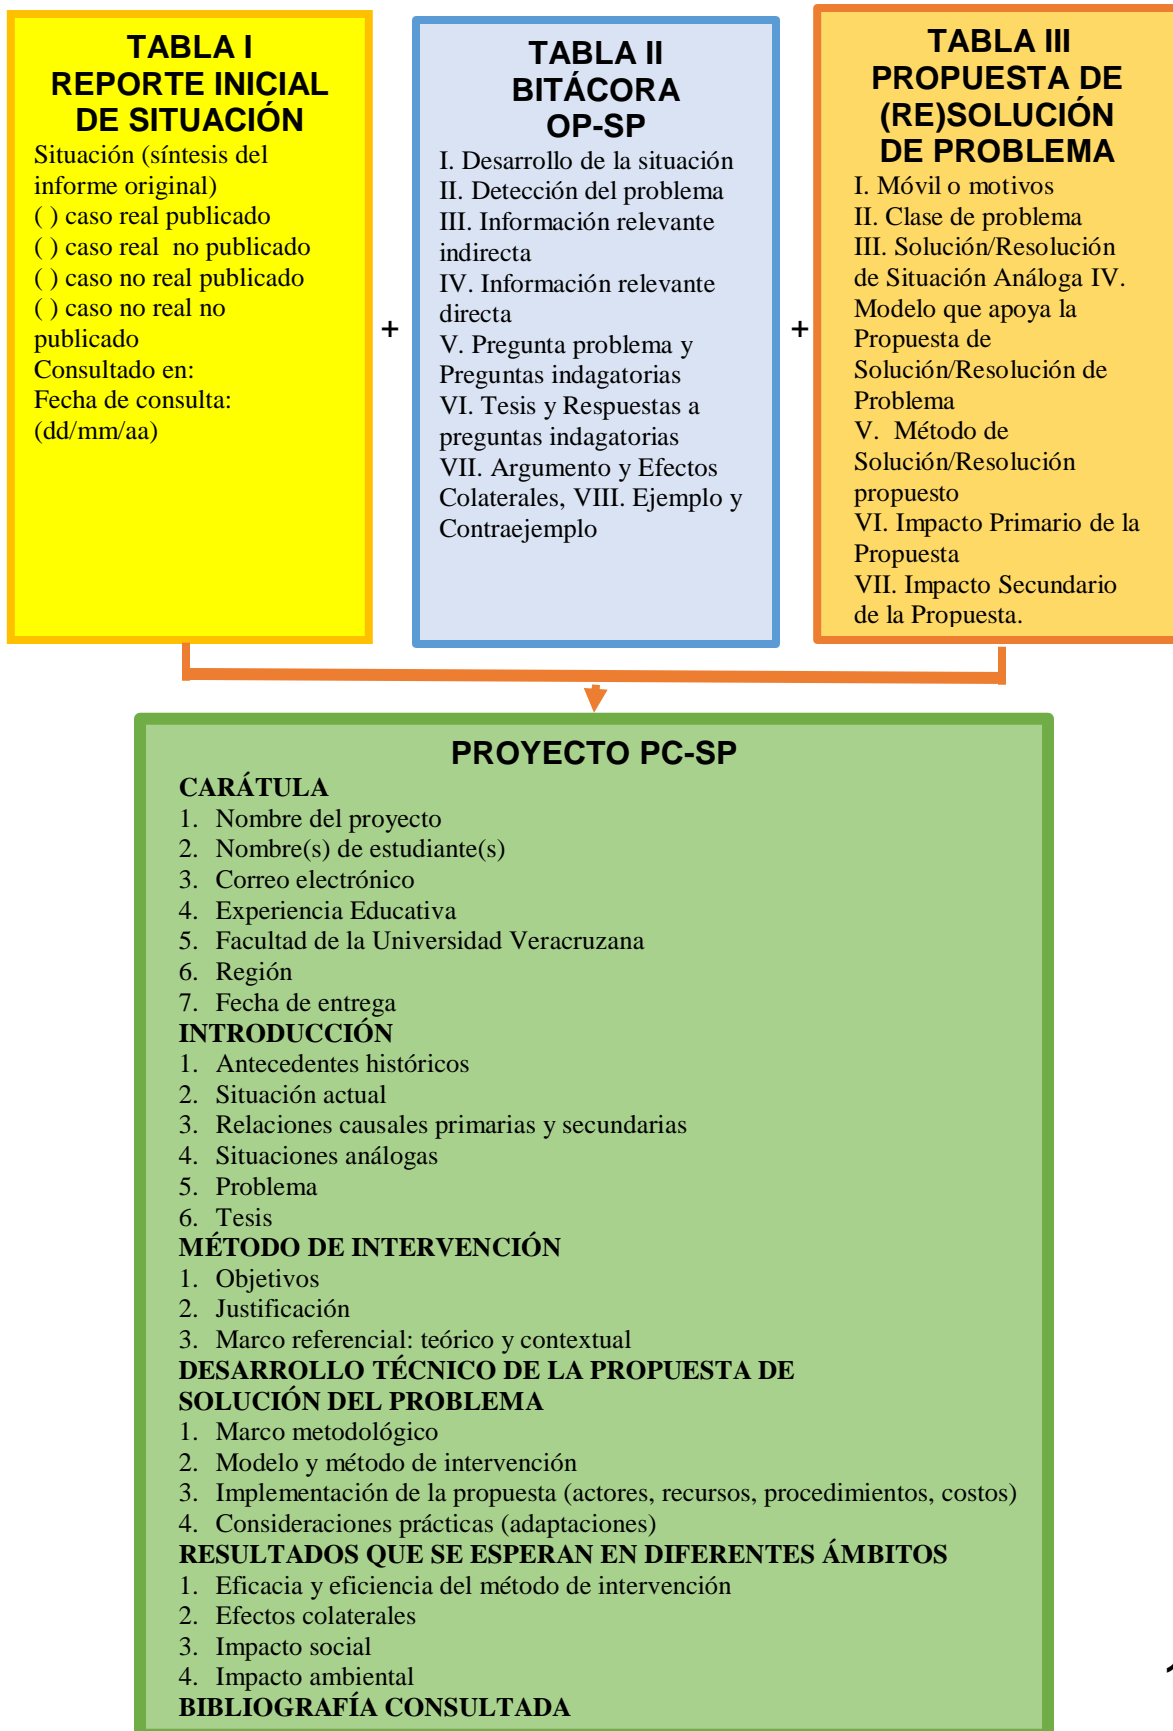 TABLA I
REPORTE INICIAL
DE SITUACIÓN
Situación (síntesis del
informe original)
( ) caso real publicado
( ) caso real no publicado
( ) caso no real publicado
( ) caso no real no
publicado
Consultado en:
Fecha de consulta:
(dd/mm/aa)
+
TABLA II
BITÁCORA
OP-SP
I. Desarrollo de la situación
II. Detección del problema
III. Información relevante
indirecta
IV. Información relevante
directa
V. Pregunta problema y
Preguntas indagatorias
VI. Tesis y Respuestas a
preguntas indagatorias
VII. Argumento y Efectos
Colaterales, VIII. Ejemplo y
Contraejemplo
+
TABLA III
PROPUESTA DE
(RE)SOLUCIÓN
DE PROBLEMA
I. Móvil o motivos
II. Clase de problema
III. Solución/Resolución
de Situación Análoga IV.
Modelo que apoya la
Propuesta de
Solución/Resolución de
Problema
V. Método de
Solución/Resolución
propuesto
VI. Impacto Primario de la
Propuesta
VII. Impacto Secundario
de la Propuesta.
PROYECTO PC-SP
CARÁTULA
1. Nombre del proyecto
2. Nombre(s) de estudiante(s)
3. Correo electrónico
4. Experiencia Educativa
5. Facultad de la Universidad Veracruzana
6. Región
7. Fecha de entrega
INTRODUCCIÓN
1. Antecedentes históricos
2. Situación actual
3. Relaciones causales primarias y secundarias
4. Situaciones análogas
5. Problema
6. Tesis
MÉTODO DE INTERVENCIÓN
1. Objetivos
2. Justificación
3. Marco referencial: teórico y contextual
DESARROLLO TÉCNICO DE LA PROPUESTA DE
SOLUCIÓN DEL PROBLEMA
1. Marco metodológico
2. Modelo y método de intervención
3. Implementación de la propuesta (actores, recursos, procedimientos, costos)
4. Consideraciones prácticas (adaptaciones)
RESULTADOS QUE SE ESPERAN EN DIFERENTES ÁMBITOS
1. Eficacia y eficiencia del método de intervención
2. Efectos colaterales
3. Impacto social
4. Impacto ambiental
BIBLIOGRAFÍA CONSULTADA